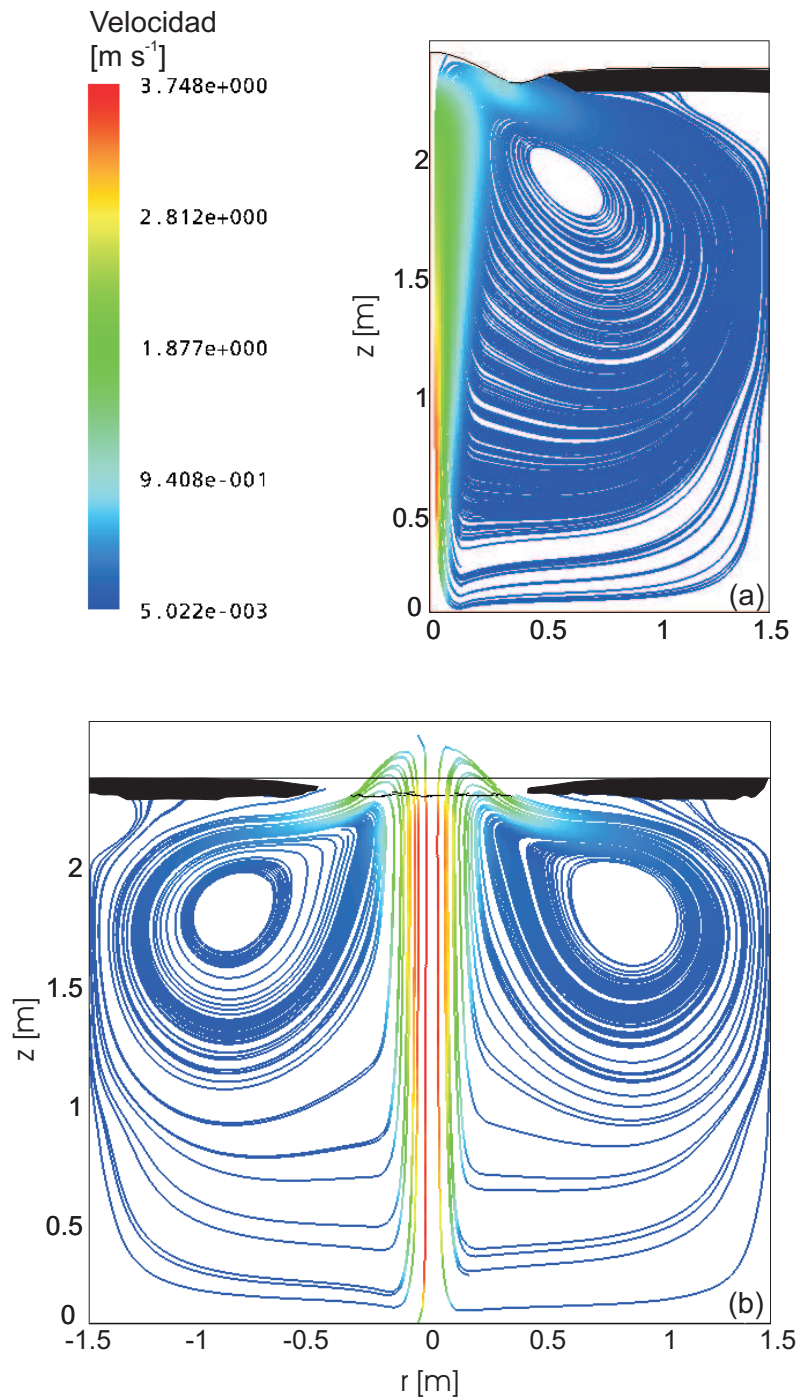 Velocidad
[m s⁻¹]
3.748e+000
2.812e+000
1.877e+000
9.408e-001
5.022e-003
z [m]
2
1.5
1
0.5
0
(a)
0 0.5 1 1.5
z [m]
2
1.5
1
0.5
0
(b)
-1.5 -1 -0.5 0 0.5 1 1.5
r [m]